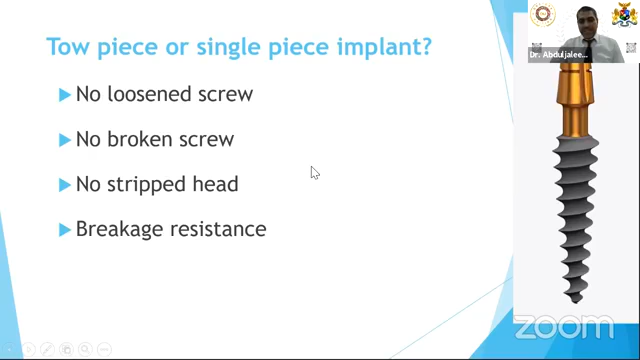 Tow piece or single piece implant?
No loosened screw
No broken screw
No stripped head
Breakage resistance
Dr. Abduljalee...
zoom